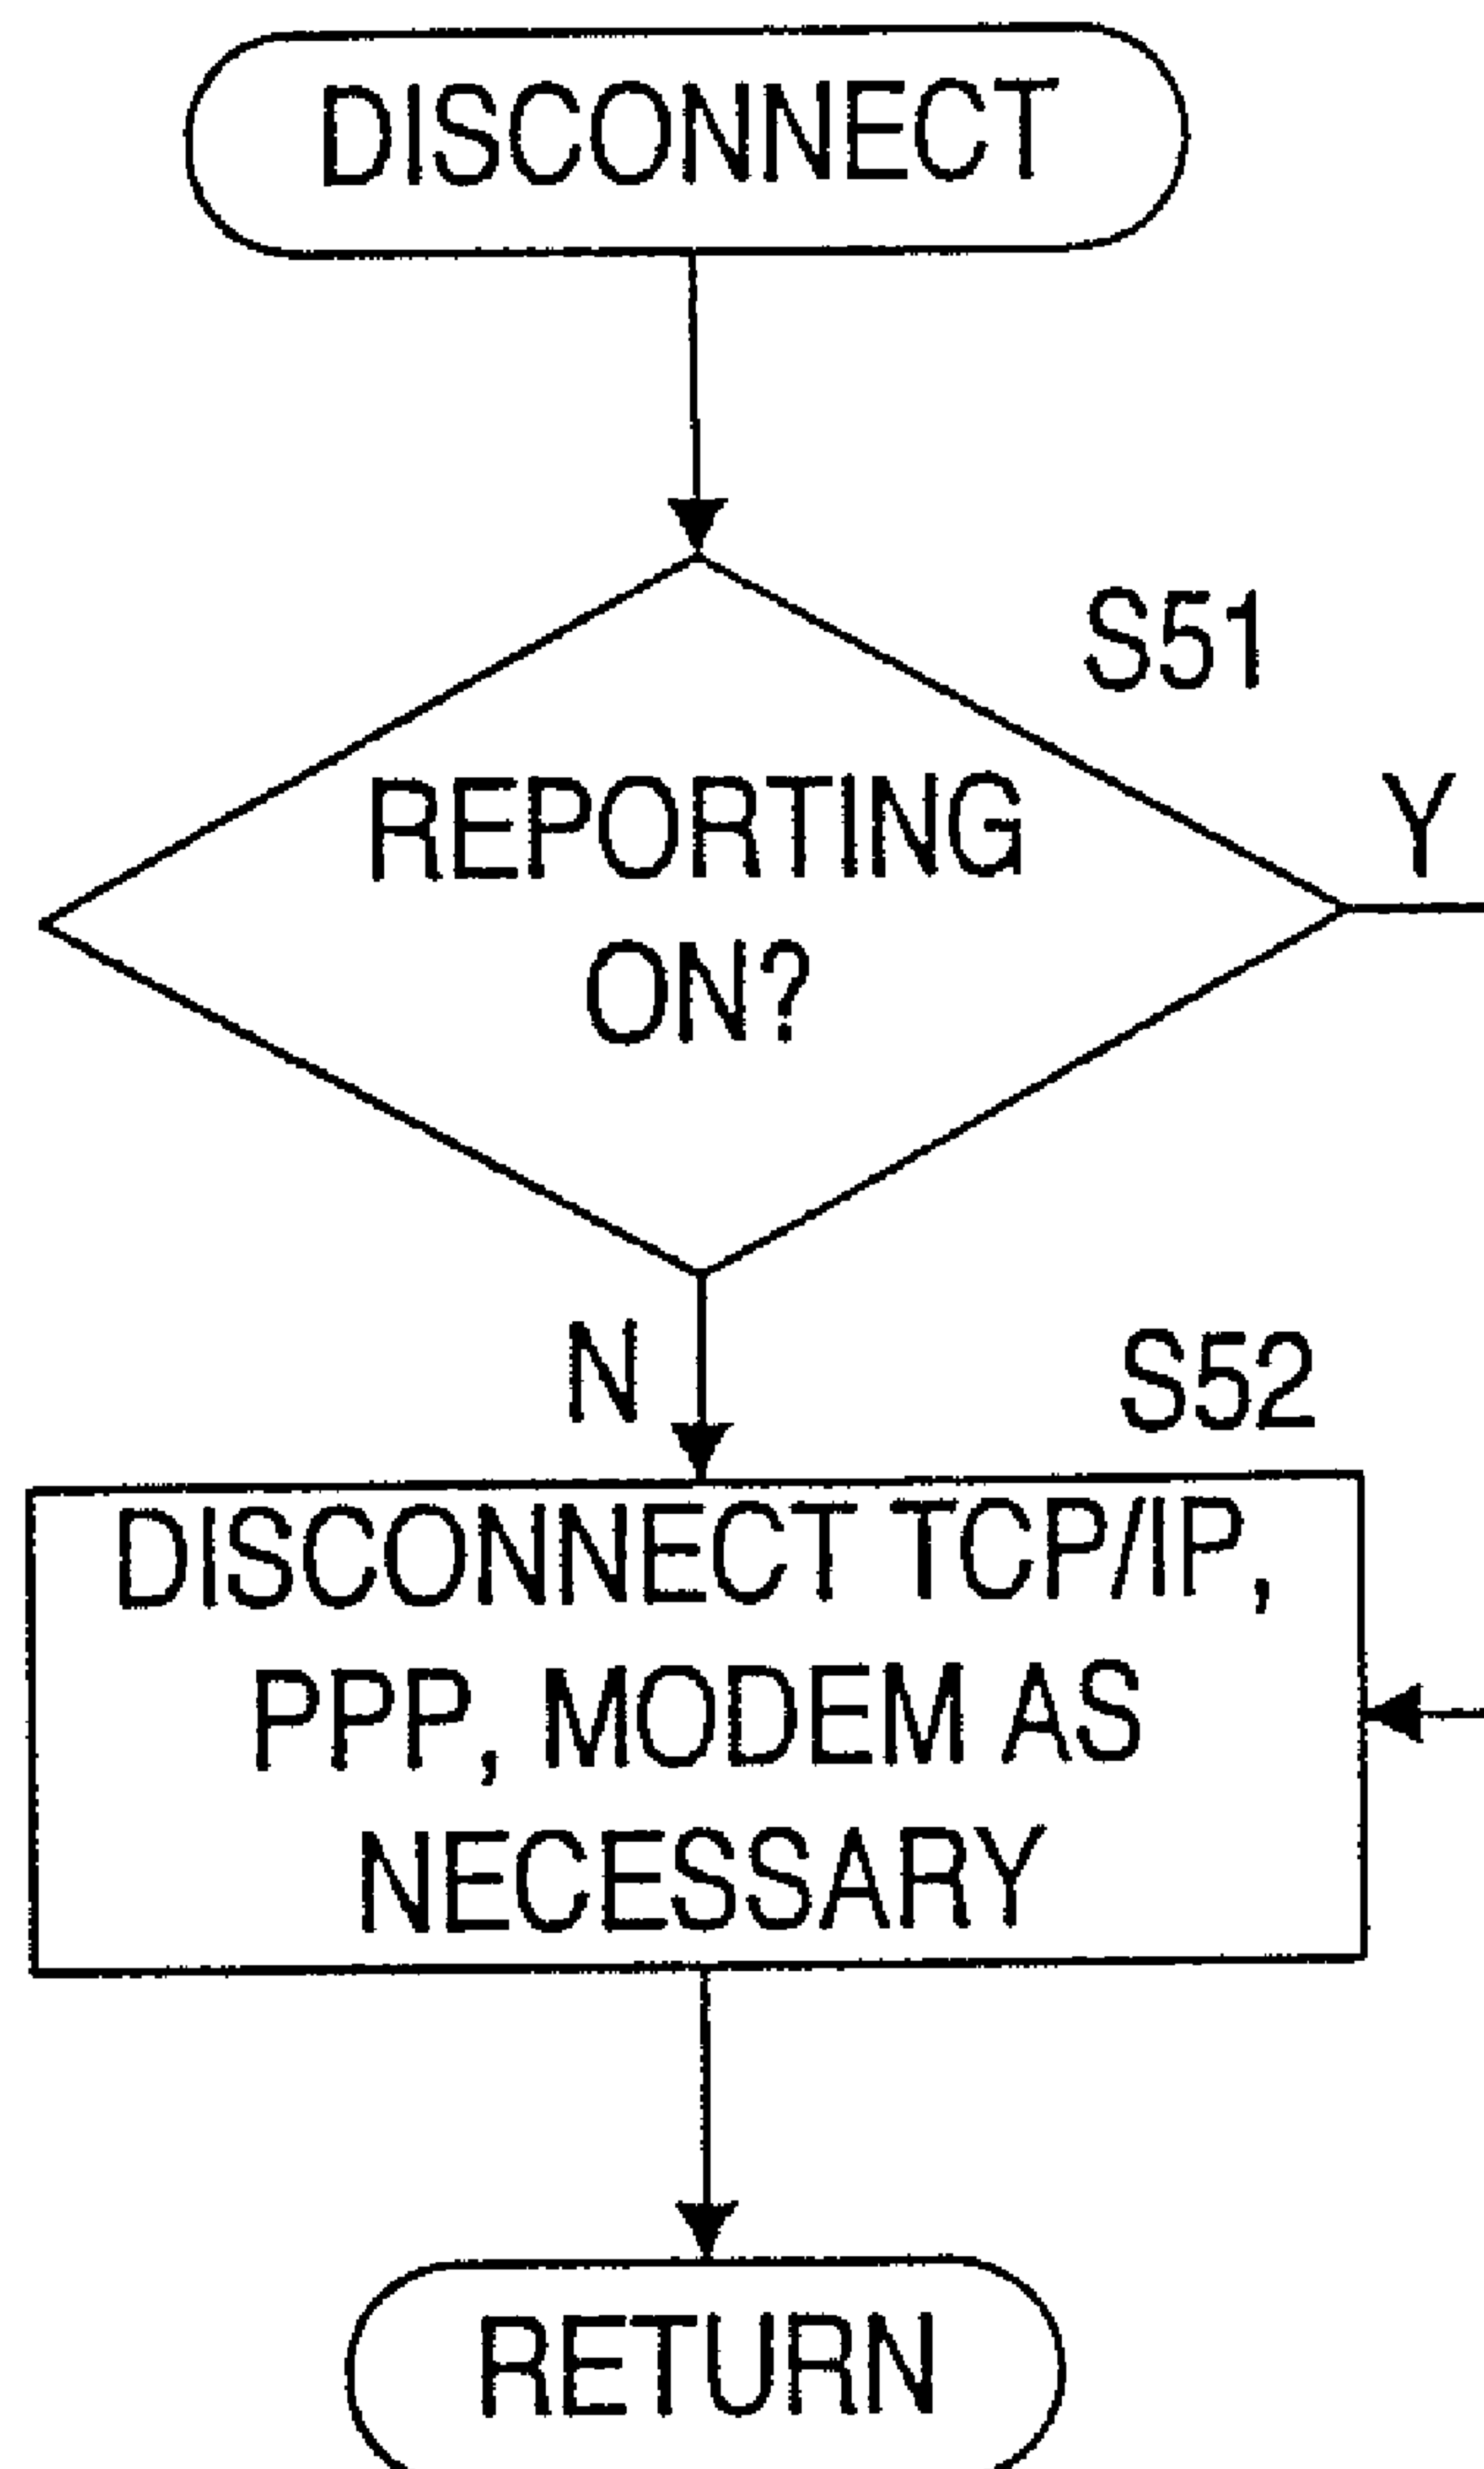 DISCONNECT
S51
REPORTING
ON?
Y
N
S52
DISCONNECT TCP/IP,
PPP, MODEM AS
NECESSARY
RETURN